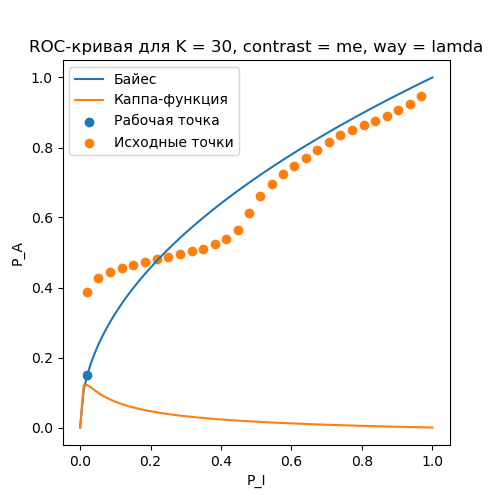 ROC-кривая для K = 30, contrast = me, way = lamda
Байес
Каппа-функция
Рабочая точка
Исходные точки
1.0
0.8
0.6
0.4
0.2
0.0
P_A
0.0 0.2 0.4 0.6 0.8 1.0
P_I